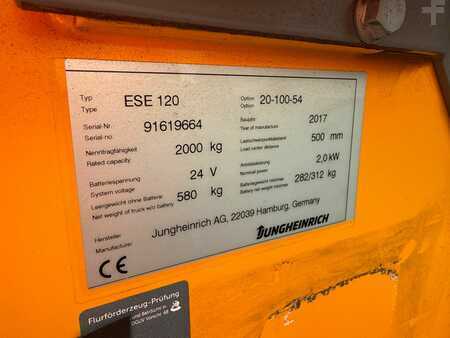 Typ
Type
ESE 120
Option
Option
20-100-54
Serial-Nr.
Serial-no.
91619664
Baujahr
Year of manufacture
2017
Nenntragfähigkeit
Rated capacity
2000 kg
Lastschwerpunktabstand
Load center distance
500 mm
Batteriespannung
System voltage
24 V
Antriebsleistung
Nominal power
2,0 kW
Leergewicht ohne Batterie
Net weight of truck w/o battery
580 kg
Batteriegewicht min/max
Battery net weight min/max
282/312 kg
Hersteller
Manufacturer
Jungheinrich AG, 22039 Hamburg, Germany
JUNGHEINRICH
CE
Flurförderzeug-Prüfung